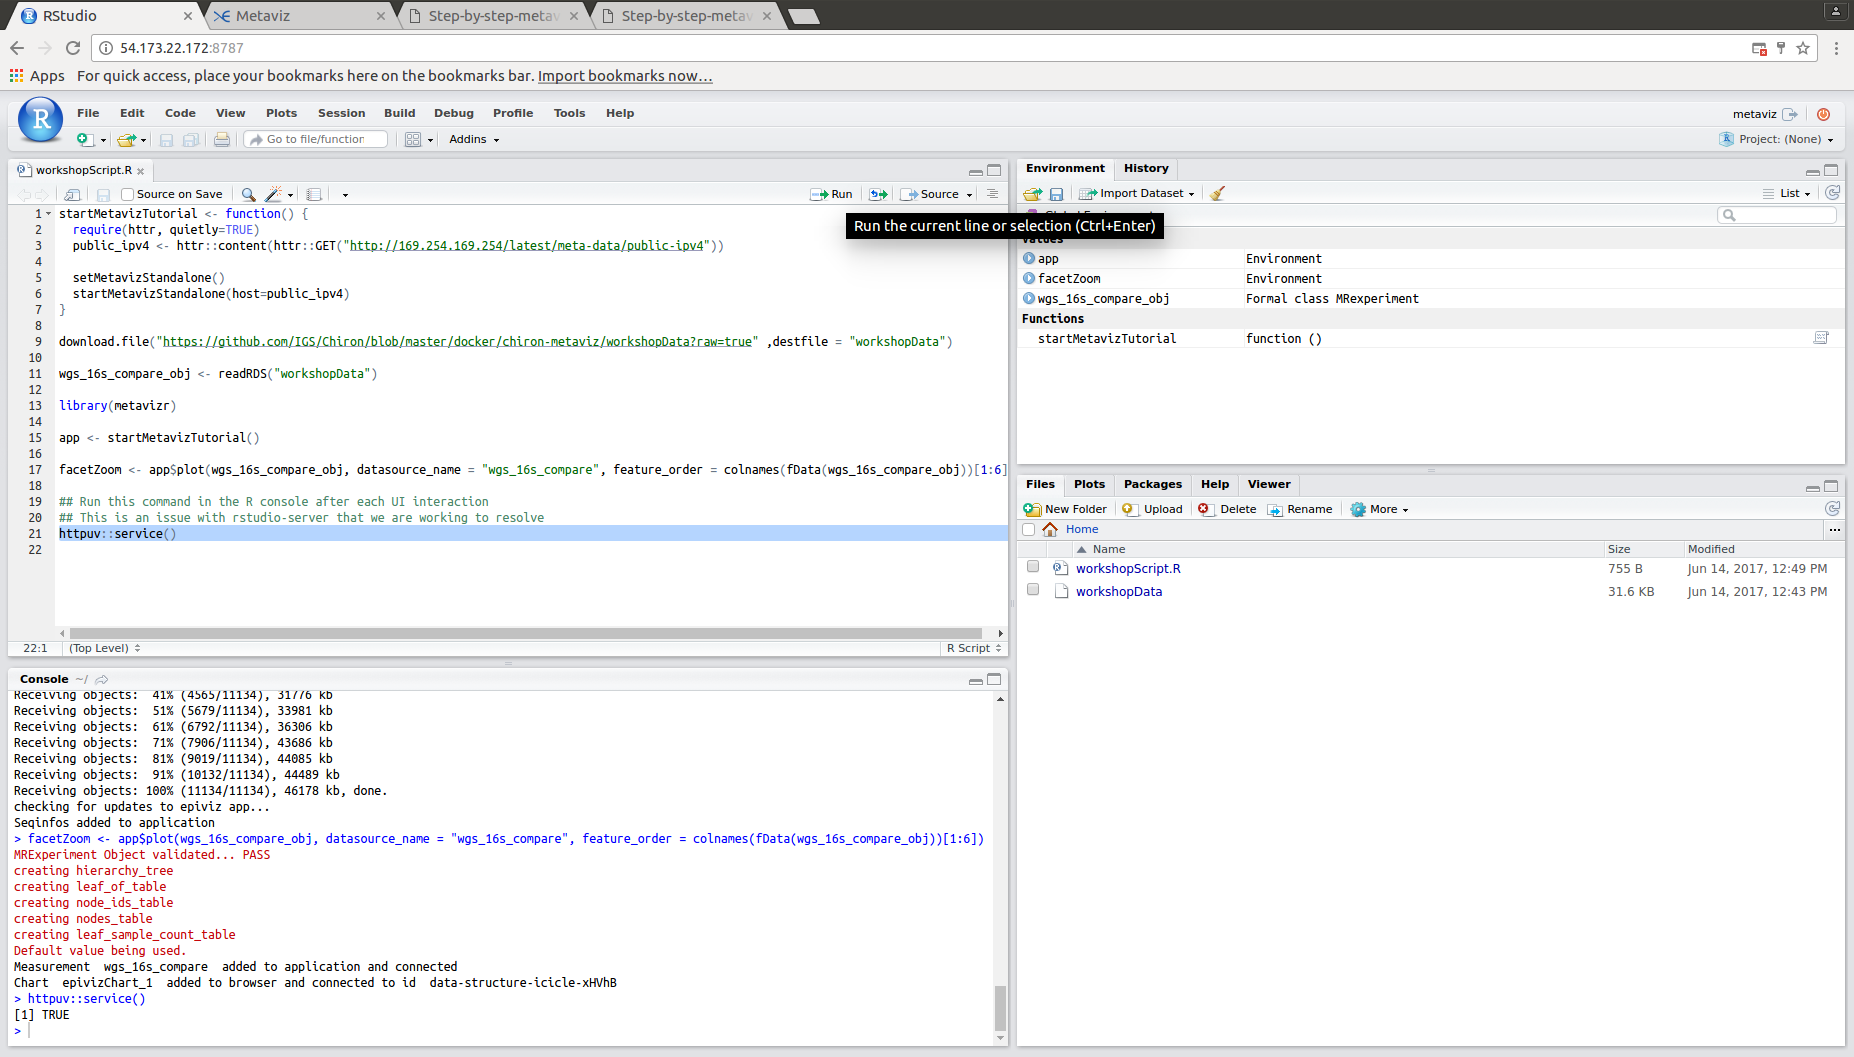 RStudio
Metaviz
Step-by-step-metav
Step-by-step-metav
54.173.22.172:8787
Apps For quick access, place your bookmarks here on the bookmarks bar. Import bookmarks now...
R
File Edit Code View Plots Session Build Debug Profile Tools Help
metaviz
Go to file/function
Addins
Project: (None)
workshopScript.R
Source on Save
Run
Source
1 startMetavizTutorial <- function() {
2 require(httr, quietly=TRUE)
3 public_ipv4 <- httr::content(httr::GET("http://169.254.169.254/latest/meta-data/public-ipv4"))
4
5 setMetavizStandalone()
6 startMetavizStandalone(host=public_ipv4)
7 }
8
9 download.file("https://github.com/IGS/Chiron/blob/master/docker/chiron-metaviz/workshopData?raw=true" ,destfile = "workshopData")
10
11 wgs_16s_compare_obj <- readRDS("workshopData")
12
13 library(metavizr)
14
15 app <- startMetavizTutorial()
16
17 facetZoom <- app$plot(wgs_16s_compare_obj, datasource_name = "wgs_16s_compare", feature_order = colnames(fData(wgs_16s_compare_obj))[1:6]
18
19 ## Run this command in the R console after each UI interaction
20 ## This is an issue with rstudio-server that we are working to resolve
21 httpuv::service()
22
22:1 (Top Level)
R Script
Run the current line or selection (Ctrl+Enter)
Console ~/
Receiving objects: 41% (4565/11134), 31776 kb
Receiving objects: 51% (5679/11134), 33981 kb
Receiving objects: 61% (6792/11134), 36306 kb
Receiving objects: 71% (7906/11134), 43686 kb
Receiving objects: 81% (9019/11134), 44085 kb
Receiving objects: 91% (10132/11134), 44489 kb
Receiving objects: 100% (11134/11134), 46178 kb, done.
checking for updates to epiviz app...
Seqinfos added to application
> facetZoom <- app$plot(wgs_16s_compare_obj, datasource_name = "wgs_16s_compare", feature_order = colnames(fData(wgs_16s_compare_obj))[1:6])
MRExperiment Object validated... PASS
creating hierarchy_tree
creating leaf_of_table
creating node_ids_table
creating nodes_table
creating leaf_sample_count_table
Default value being used.
Measurement wgs_16s_compare added to application and connected
Chart epivizChart_1 added to browser and connected to id data-structure-icicle-xHVhB
> httpuv::service()
[1] TRUE
>
Environment History
Import Dataset
List
Values
app Environment
facetZoom Environment
wgs_16s_compare_obj Formal class MRexperiment
Functions
startMetavizTutorial function ()
Files Plots Packages Help Viewer
New Folder Upload Delete Rename More
Home
...
Name Size Modified
workshopScript.R 755 B Jun 14, 2017, 12:49 PM
workshopData 31.6 KB Jun 14, 2017, 12:43 PM